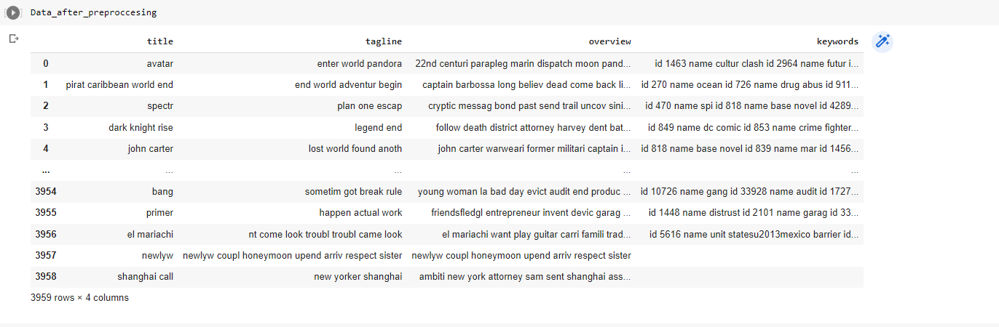 Data_after_preproccesing
title tagline overview keywords
0 avatar enter world pandora 22nd centuri parapleg marin dispatch moon pand... id 1463 name cultur clash id 2964 name futur i...
1 pirat caribbean world end end world adventur begin captain barbossa long believ dead come back li... id 270 name ocean id 726 name drug abus id 911...
2 spectr plan one escap cryptic messag bond past send trail uncov sini... id 470 name spi id 818 name base novel id 4289...
3 dark knight rise legend end follow death district attorney harvey dent bat... id 849 name dc comic id 853 name crime fighter...
4 john carter lost world found anoth john carter warweari former militari captain i... id 818 name base novel id 839 name mar id 1456...
... ... ... ... ...
3954 bang sometim got break rule young woman la bad day evict audit end produc ... id 10726 name gang id 33928 name audit id 1727...
3955 primer happen actual work friendsfledgl entrepreneur invent devic garag ... id 1448 name distrust id 2101 name garag id 33...
3956 el mariachi nt come look troubl troubl came look el mariachi want play guitar carri famili trad... id 5616 name unit statesu2013mexico barrier id...
3957 newlyw newlyw coupl honeymoon upend arriv respect sister newlyw coupl honeymoon upend arriv respect sister
3958 shanghai call new yorker shanghai ambiti new york attorney sam sent shanghai ass...
3959 rows × 4 columns